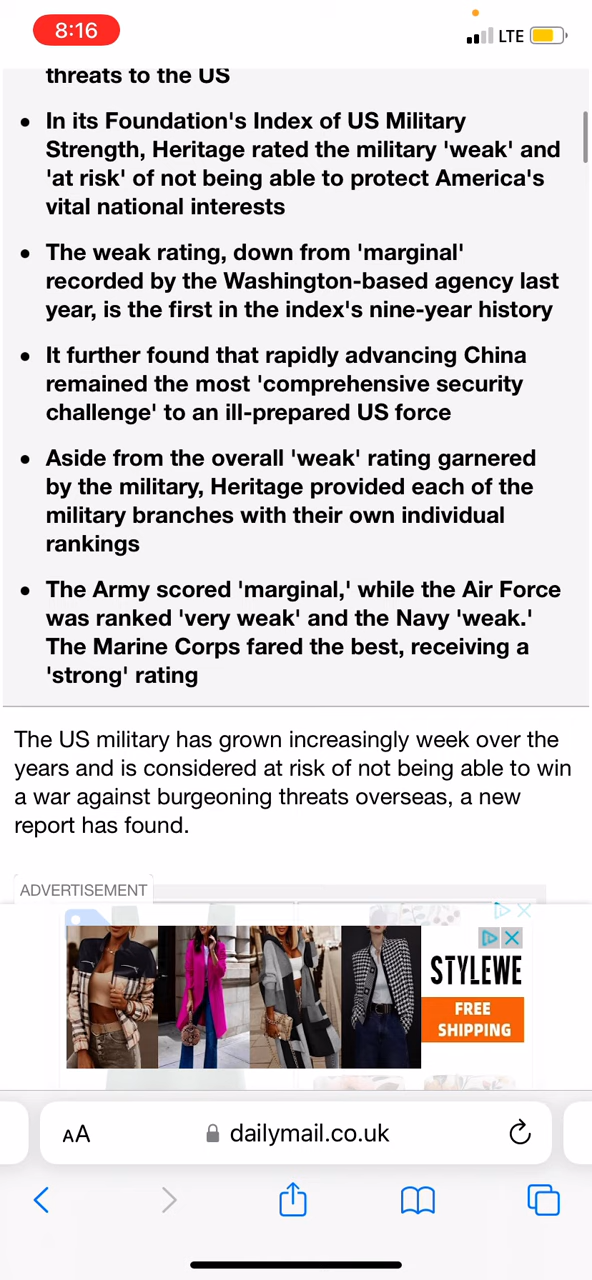 8:16
LTE
threats to the US
• In its Foundation's Index of US Military
Strength, Heritage rated the military 'weak' and
'at risk' of not being able to protect America's
vital national interests
• The weak rating, down from 'marginal'
recorded by the Washington-based agency last
year, is the first in the index's nine-year history
• It further found that rapidly advancing China
remained the most 'comprehensive security
challenge' to an ill-prepared US force
• Aside from the overall 'weak' rating garnered
by the military, Heritage provided each of the
military branches with their own individual
rankings
• The Army scored 'marginal,' while the Air Force
was ranked 'very weak' and the Navy 'weak.'
The Marine Corps fared the best, receiving a
'strong' rating
The US military has grown increasingly week over the
years and is considered at risk of not being able to win
a war against burgeoning threats overseas, a new
report has found.
ADVERTISEMENT
STYLEWE
FREE
SHIPPING
AA
dailymail.co.uk